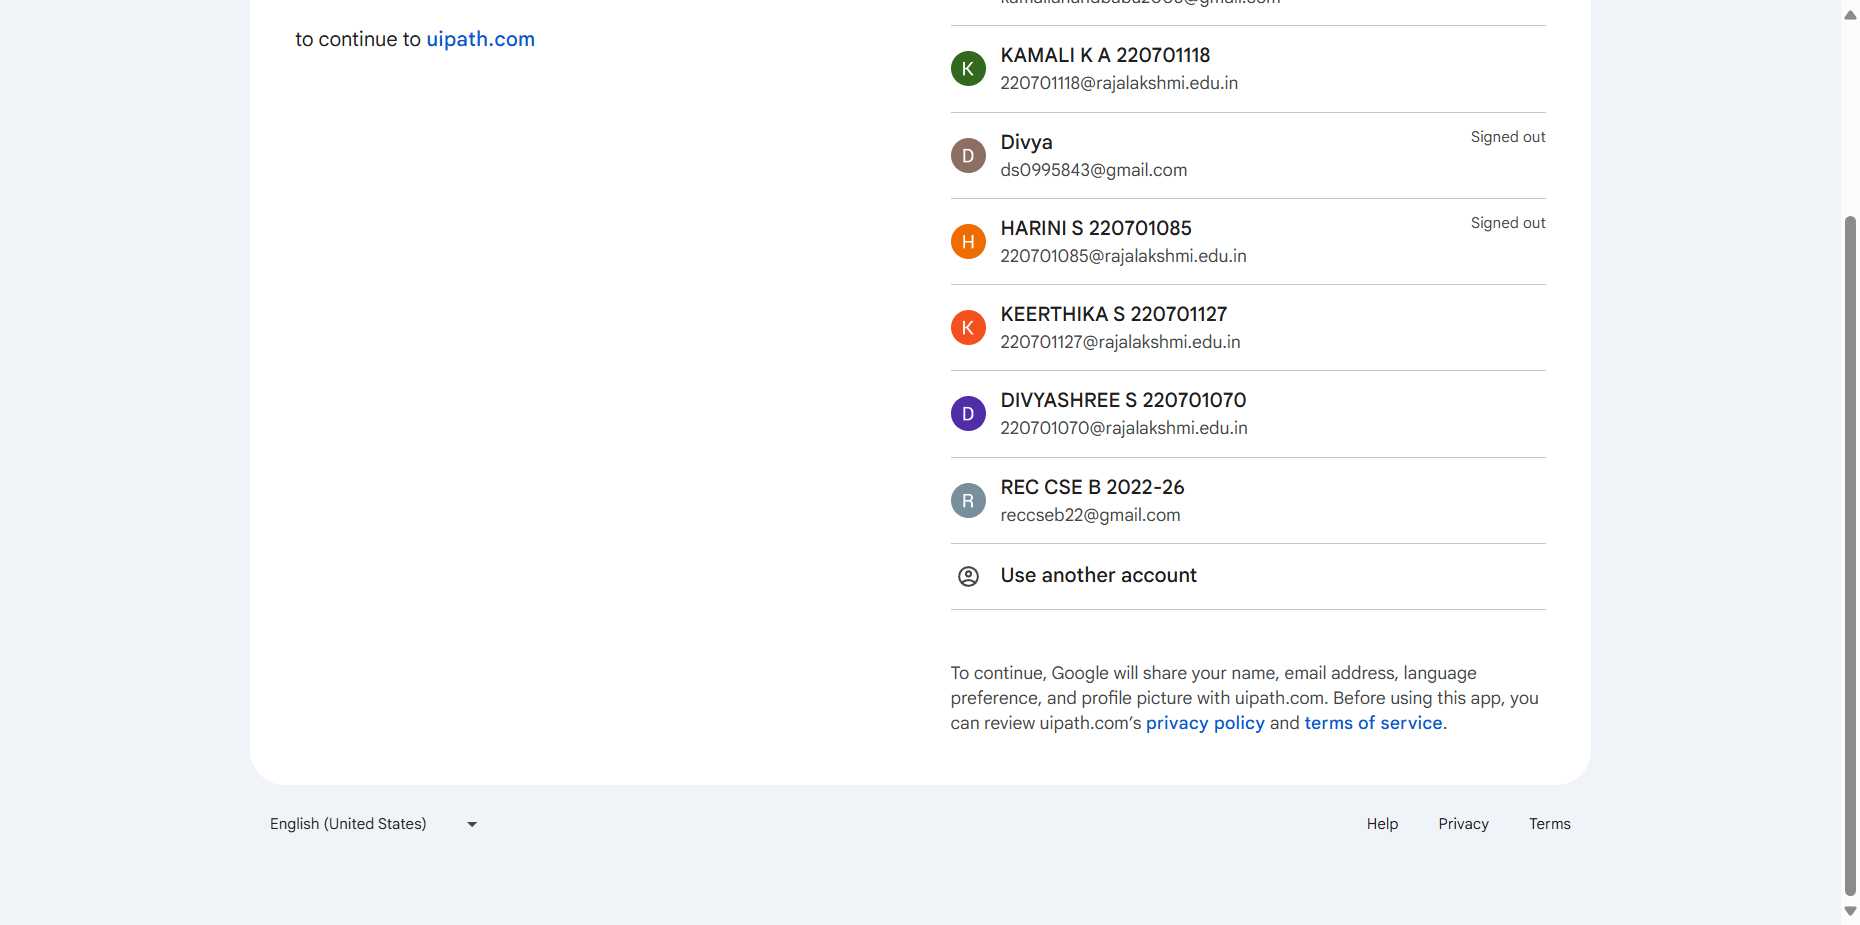 to continue to uipath.com
KAMALI K A 220701118
220701118@rajalakshmi.edu.in
Divya
Signed out
ds0995843@gmail.com
HARINI S 220701085
Signed out
220701085@rajalakshmi.edu.in
KEERTHIKA S 220701127
220701127@rajalakshmi.edu.in
DIVYASHREE S 220701070
220701070@rajalakshmi.edu.in
REC CSE B 2022-26
reccseb22@gmail.com
Use another account
To continue, Google will share your name, email address, language
preference, and profile picture with uipath.com. Before using this app, you
can review uipath.com’s privacy policy and terms of service.
English (United States)
Help
Privacy
Terms
K
D
H
K
D
R